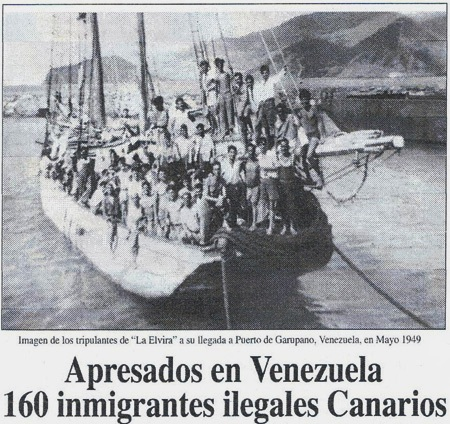 Imagen de los tripulantes de "La Elvira" a su llegada a Puerto de Garupano, Venezuela, en Mayo 1949
Apresados en Venezuela
160 inmigrantes ilegales Canarios